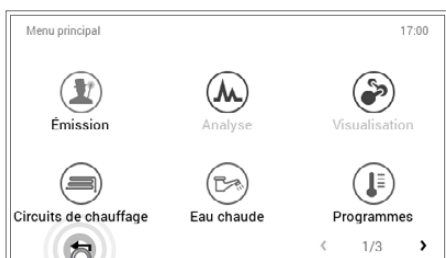 Menu principal 17:00
Émission Analyse Visualisation
Circuits de chauffage Eau chaude Programmes
1/3